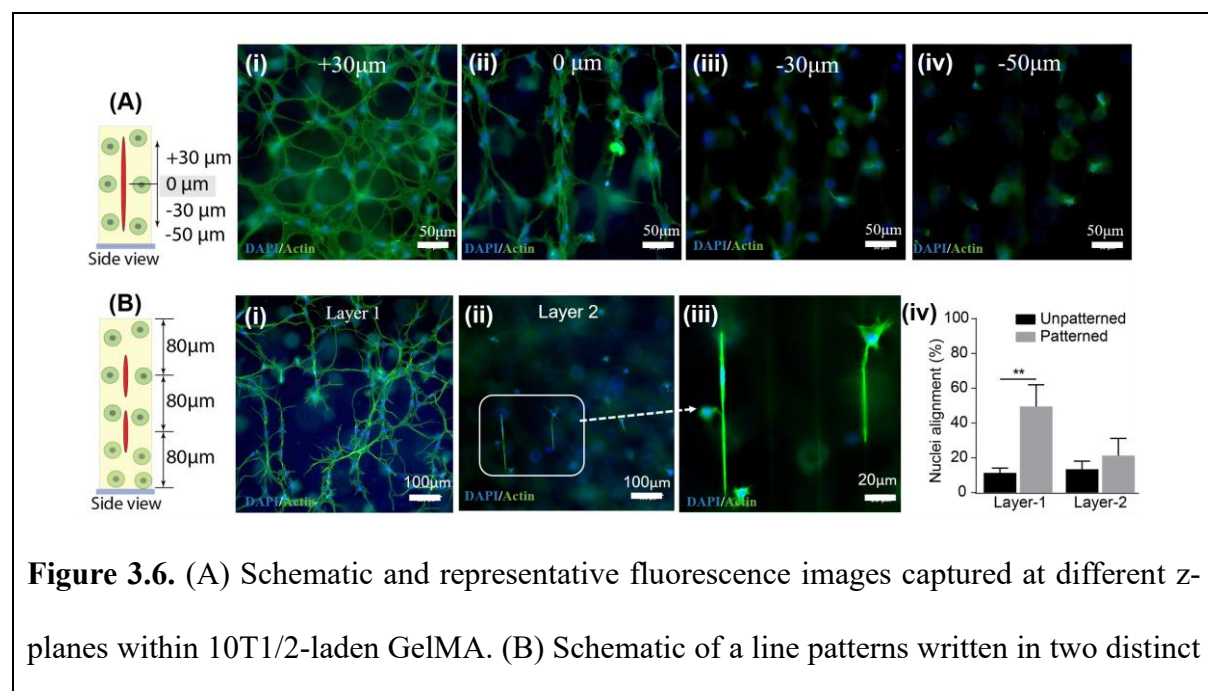 (A)
+30 µm
0 µm
-30 µm
-50 µm
Side view
(i)
+30µm
DAPI/Actin
50µm
(ii)
0 µm
50µm
(iii)
-30µm
DAPI/Actin
50µm
(iv)
-50µm
DAPI/Actin
50µm
(B)
80µm
80µm
80µm
Side view
(i)
Layer 1
DAPI/Actin
100µm
(ii)
Layer 2
DAPI/Actin
100µm
(iii)
DAPI/Actin
20µm
(iv)
Unpatterned
Patterned
**
Nuclei alignment (%)
100
80
60
40
20
0
Layer-1
Layer-2
Figure 3.6. (A) Schematic and representative fluorescence images captured at different z-
planes within 10T1/2-laden GelMA. (B) Schematic of a line patterns written in two distinct